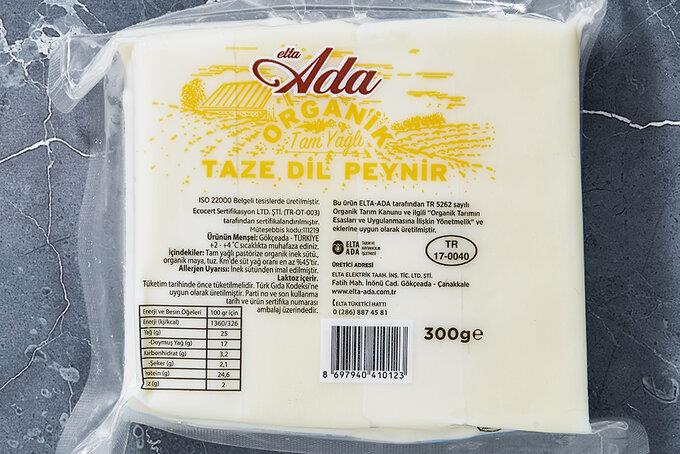 elta
Ada
ORGANİK
Tam Yağlı
TAZE DİL PEYNİR
ISO 22000 Belgeli tesislerde üretilmiştir.
Ecocert Sertifikasyon LTD. ŞTİ. (TR-OT-003)
tarafından sertifikalandırılmıştır.
Müteşebbis kodu:111219
Ürünün Menşei: Gökçeada - TÜRKİYE
+2 - +4 °C sıcaklıkta muhafaza ediniz.
İçindekiler: Tam yağlı pastörize organik inek sütü,
organik maya, tuz. Km'de süt yağ oranı en az %45'tir.
Allerjen Uyarısı: İnek sütünden imal edilmiştir.
Laktoz içerir.
Tüketim tarihinde önce tüketilmelidir. Türk Gıda Kodeksi'ne
uygun olarak üretilmiştir. Parti no ve son kullanma
tarih ve ürün sertifika numarası
ambalaj üzerindedir.
Enerji ve Besin Öğeleri 100 gr için
Enerji (kj/kcal) 1360/326
Yağ (g) 25
-Doymuş Yağ (g) 17
Karbonhidrat (g) 3,2
-Şeker (g) 2,1
Protein (g) 24,6
Tuz (g) 2
Bu ürün ELTA-ADA tarafından TR 5262 sayılı
Organik Tarım Kanunu ve ilgili "Organik Tarımın
Esasları ve Uygulanmasına İlişkin Yönetmelik" ve
eklerine uygun olarak üretilmiştir.
ELTA
ADA
TARIM VE
HAYVANCILIK
İŞLETMESİ
TR
17-0040
ÜRETİCİ ADRESİ
ELTA ELEKTRİK TAAH. İNŞ. TİC. LTD. ŞTİ.
Fatih Mah. İnönü Cad. Gökçeada - Çanakkale
www.elta-ada.com.tr
ELTA TÜKETİCİ HATTI
0 (286) 887 45 81
8 697940 410123
300g℮